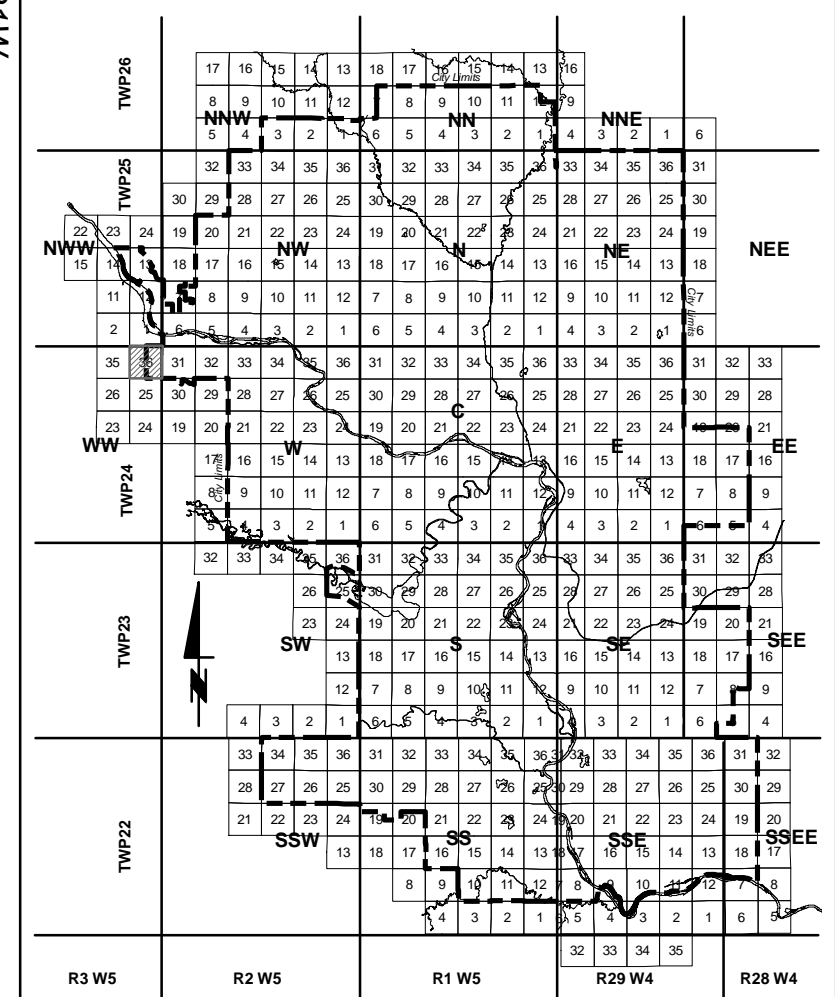 17 16 15 14 13 18 17 16 15 14 13 16
City Limits
TWP26
8 9 10 11 12 8 9 10 11 12 9
NNW NN NNE
5 4 3 2 1 6 5 4 3 2 1 4 3 2 1 6
32 33 34 35 36 31 32 33 34 35 36 33 34 35 36 31
TWP25
30 29 28 27 26 25 30 29 28 27 26 25 28 27 26 25 30
22 23 24 19 20 21 22 23 24 19 20 21 22 23 24 21 22 23 24 19
NWW NW N NE NEE
15 14 13 18 17 16 15 14 13 18 17 16 15 14 13 16 15 14 13 18
11 8 9 10 11 12 7 8 9 10 11 12 9 10 11 12 7
City Limits
2 6 5 4 3 2 1 6 5 4 3 2 1 4 3 2 1 6
35 36 31 32 33 34 35 36 31 32 33 34 35 36 33 34 35 36 31 32 33
26 25 30 29 28 27 26 25 30 29 28 27 26 25 28 27 26 25 30 29 28
C
23 24 19 20 21 22 23 24 19 20 21 22 23 24 21 22 23 24 19 20 21
WW W E EE
17 16 15 14 13 18 17 16 15 14 13 16 15 14 13 18 17 16
City Limits
TWP24
8 9 10 11 12 7 8 9 10 11 12 9 10 11 12 7 8 9
5 4 3 2 1 6 5 4 3 2 1 4 3 2 1 6 5 4
32 33 34 35 36 31 32 33 34 35 36 33 34 35 36 31 32 33
26 25 30 29 28 27 26 25 28 27 26 25 30 29 28
TWP23
23 24 19 20 21 22 23 24 21 22 23 24 19 20 21
SW S SE SEE
13 18 17 16 15 14 13 16 15 14 13 18 17 16
N
12 7 8 9 10 11 12 9 10 11 12 7 8 9
4 3 2 1 6 5 4 3 2 1 3 2 1 6 4
33 34 35 36 31 32 33 34 35 36 31 32 33 34 35 36 31 32
28 27 26 25 30 29 28 27 26 25 30 29 28 27 26 25 30 29
21 22 23 24 19 20 21 22 23 24 19 20 21 22 23 24 19 20
TWP22
SSW SS SSE SSEE
13 18 17 16 15 14 13 18 17 16 15 14 13 18 17
8 9 10 11 12 7 8 9 10 11 12 7 8
4 3 2 1 5 4 3 2 1 6 5
32 33 34 35
R3 W5 R2 W5 R1 W5 R29 W4 R28 W4